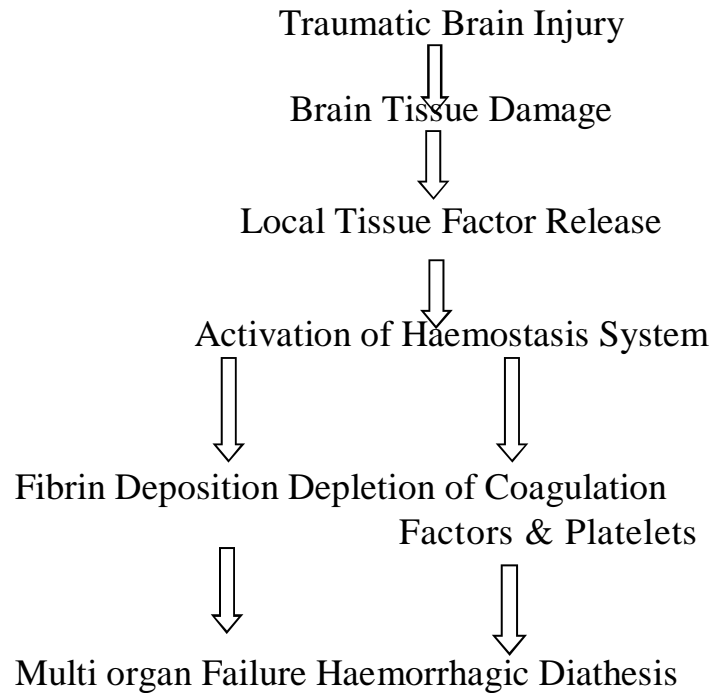 Traumatic Brain Injury
Brain Tissue Damage
Local Tissue Factor Release
Activation of Haemostasis System
Fibrin Deposition Depletion of Coagulation
Factors & Platelets
Multi organ Failure Haemorrhagic Diathesis